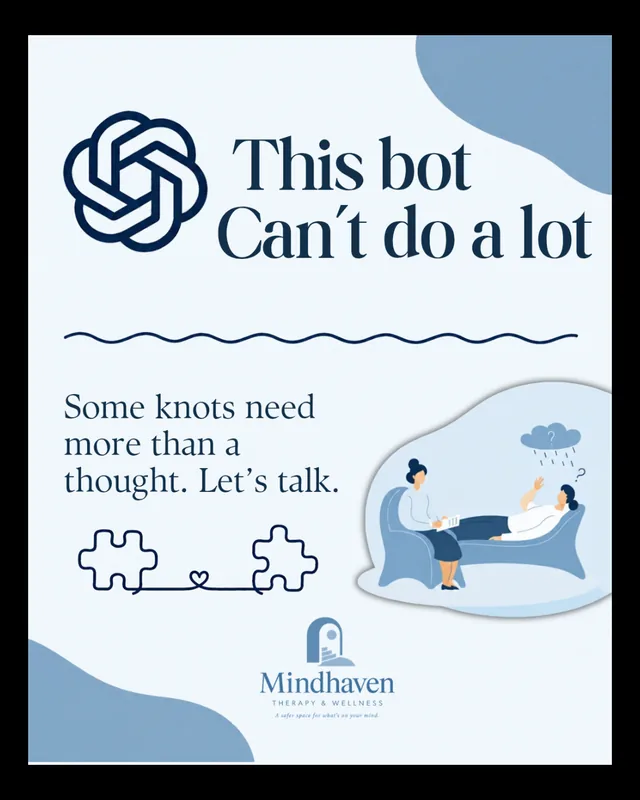 This bot
Can´t do a lot
Some knots need
more than a
thought. Let's talk.
?
?
Mindhaven
THERAPY & WELLNESS
A safer space for what's on your mind.